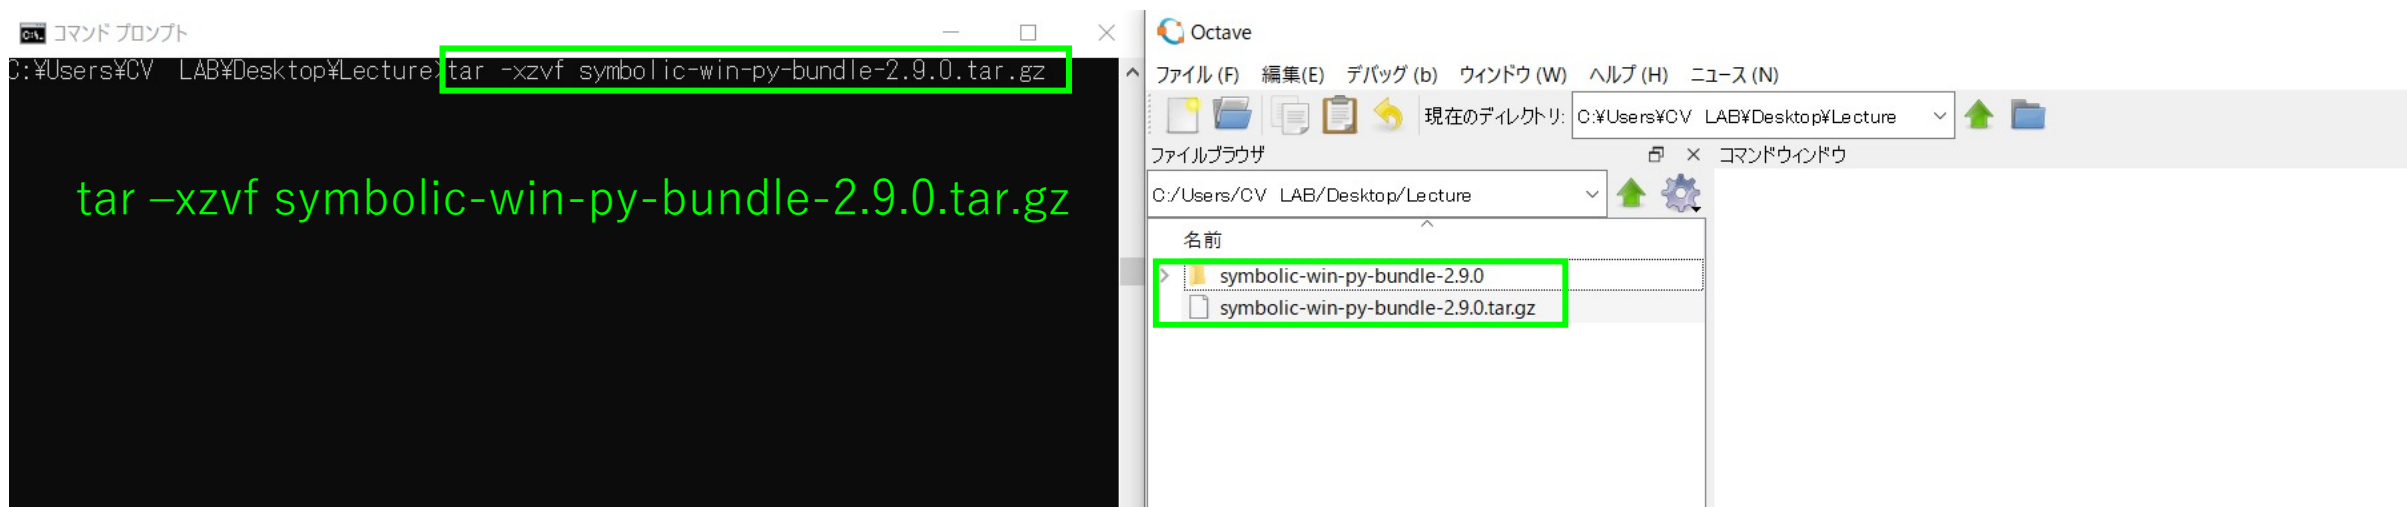 コマンド プロンプト
C:¥Users¥CV LAB¥Desktop¥Lecture>tar -xzvf symbolic-win-py-bundle-2.9.0.tar.gz
tar –xzvf symbolic-win-py-bundle-2.9.0.tar.gz
Octave
ファイル (F) 編集(E) デバッグ (b) ウィンドウ (W) ヘルプ (H) ニュース (N)
現在のディレクトリ: C:¥Users¥CV LAB¥Desktop¥Lecture
ファイルブラウザ
C:/Users/CV LAB/Desktop/Lecture
名前
symbolic-win-py-bundle-2.9.0
symbolic-win-py-bundle-2.9.0.tar.gz
コマンドウィンドウ